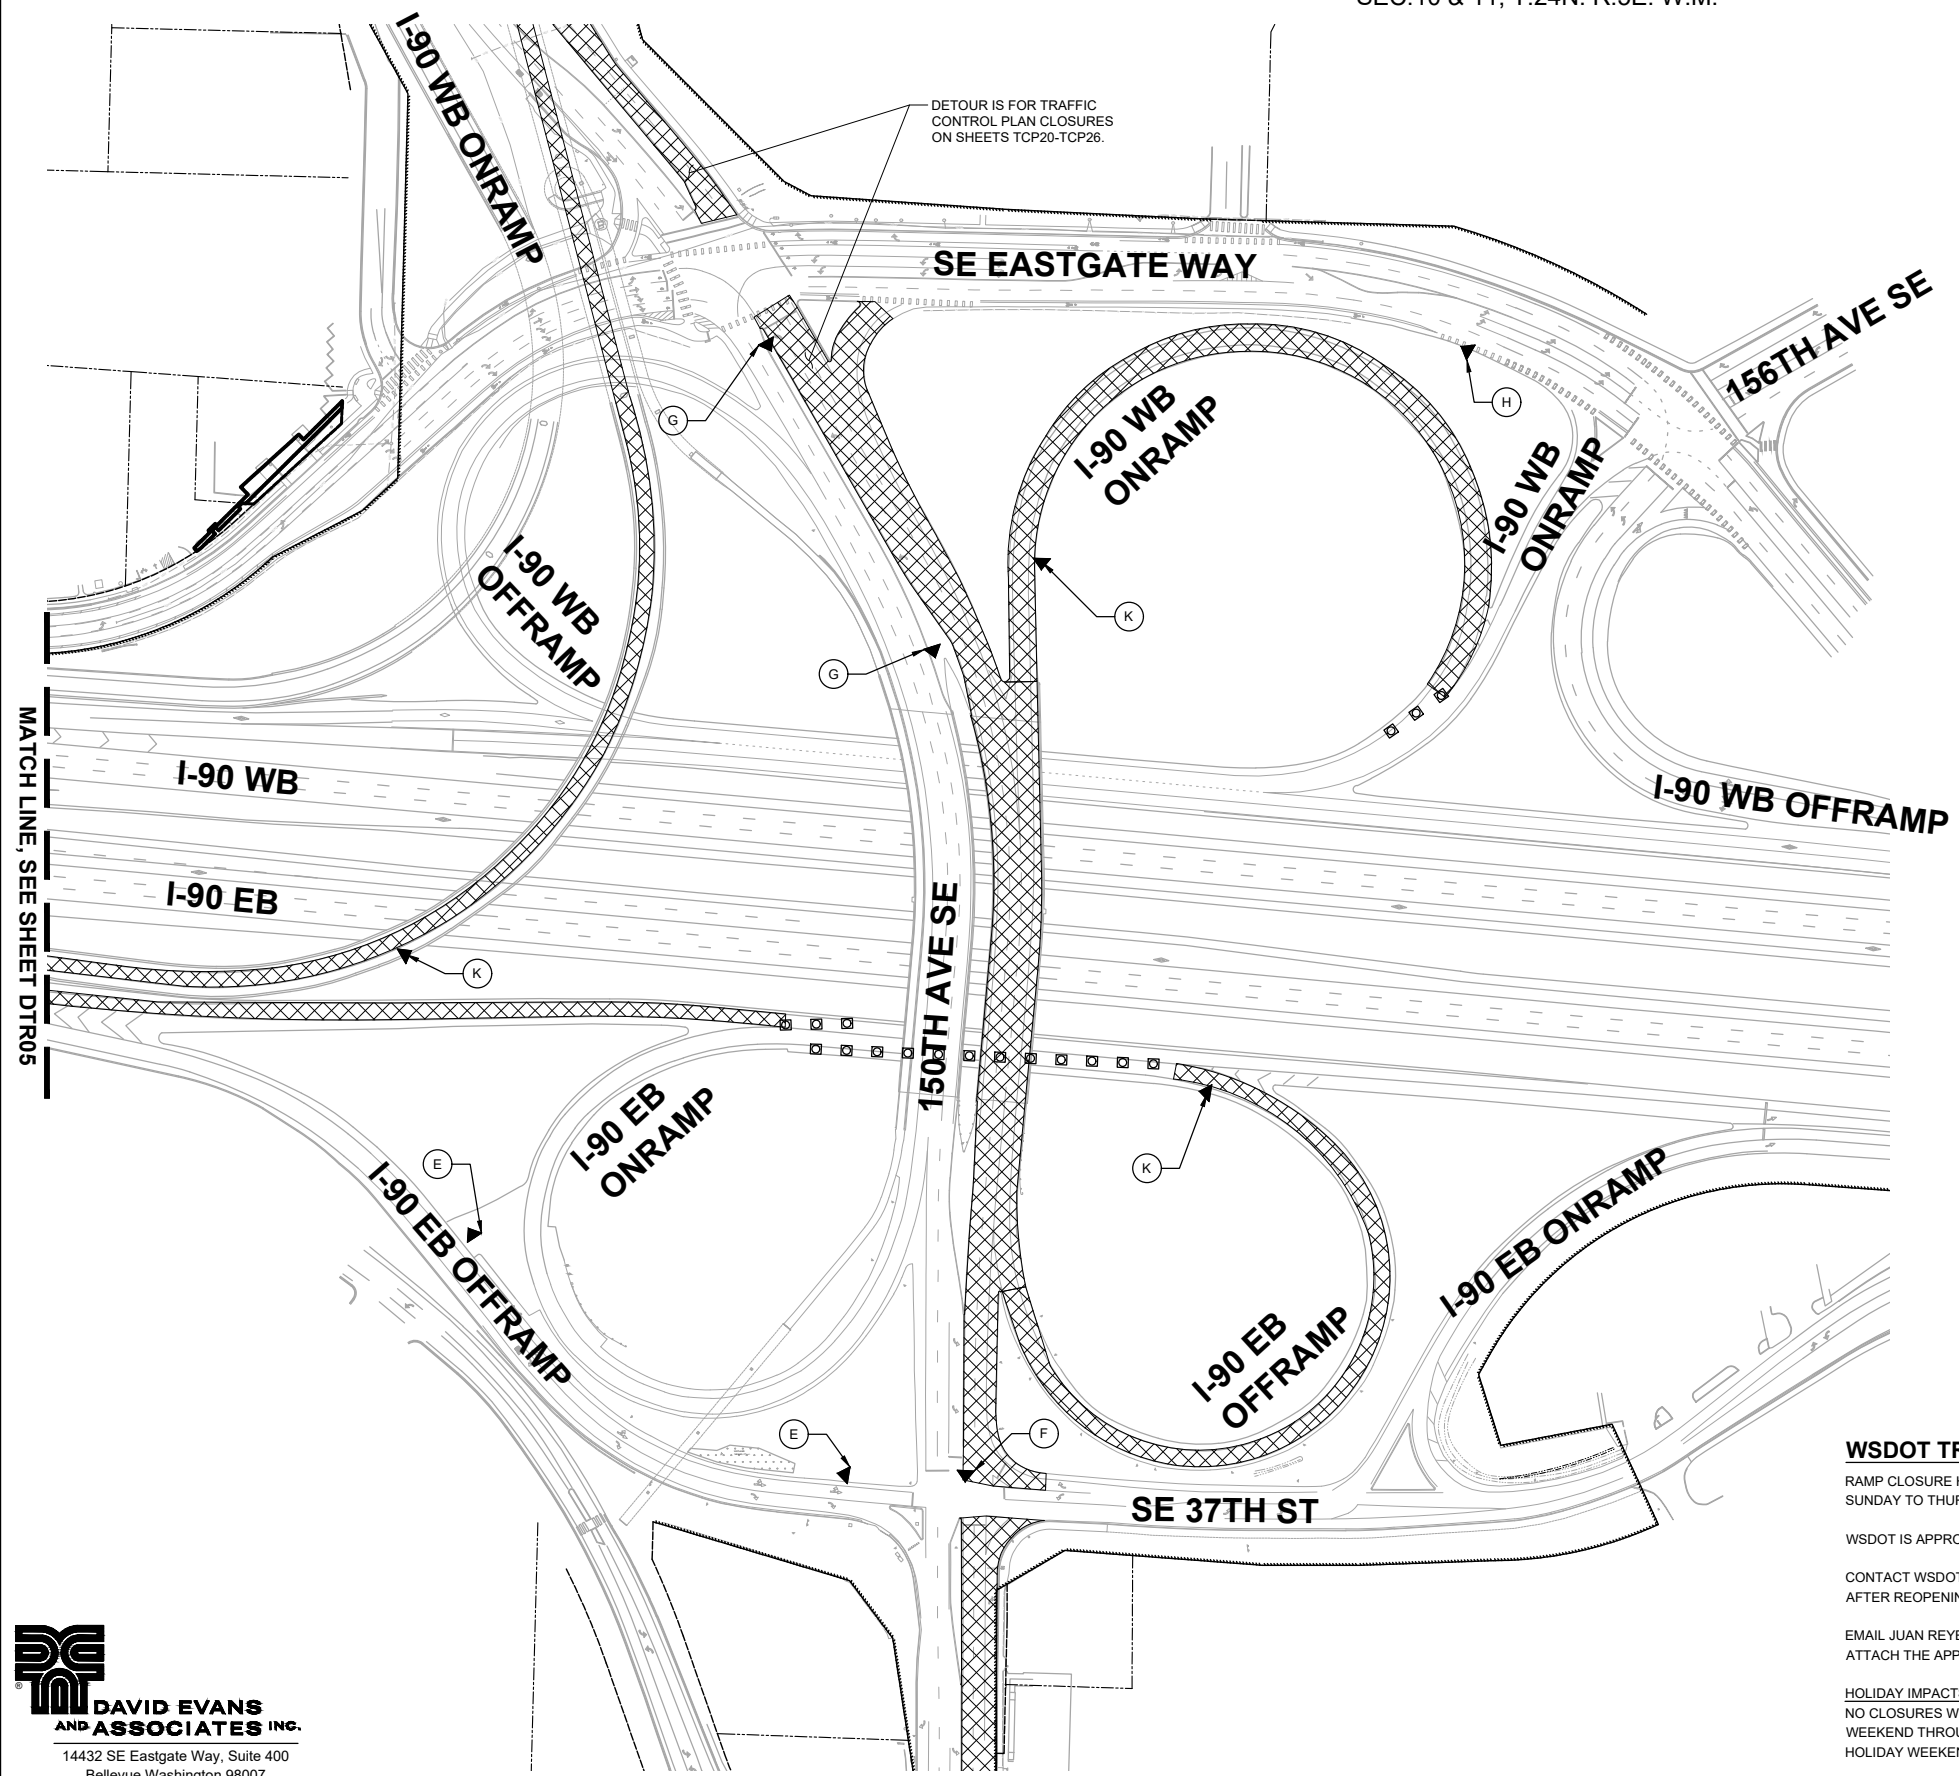 SEC.10 & 11, T.24N. R.5E. W.M.
I-90 WB ONRAMP
DETOUR IS FOR TRAFFIC
CONTROL PLAN CLOSURES
ON SHEETS TCP20-TCP26.
SE EASTGATE WAY
156TH AVE SE
G
H
I-90 WB
ONRAMP
I-90 WB
ONRAMP
I-90 WB
OFFRAMP
K
G
MATCH LINE, SEE SHEET DTR05
I-90 WB
I-90 WB OFFRAMP
I-90 EB
150TH AVE SE
K
I-90 EB
ONRAMP
E
K
I-90 EB OFFRAMP
I-90 EB ONRAMP
I-90 EB
OFFRAMP
E
F
SE 37TH ST
WSDOT TR
RAMP CLOSURE H
SUNDAY TO THUR
WSDOT IS APPRO
CONTACT WSDOT
AFTER REOPENIN
EMAIL JUAN REYE
ATTACH THE APP
HOLIDAY IMPACT
NO CLOSURES W
WEEKEND THROU
HOLIDAY WEEKEN
®
DAVID EVANS
AND ASSOCIATES INC.
14432 SE Eastgate Way, Suite 400
Bellevue Washington 98007